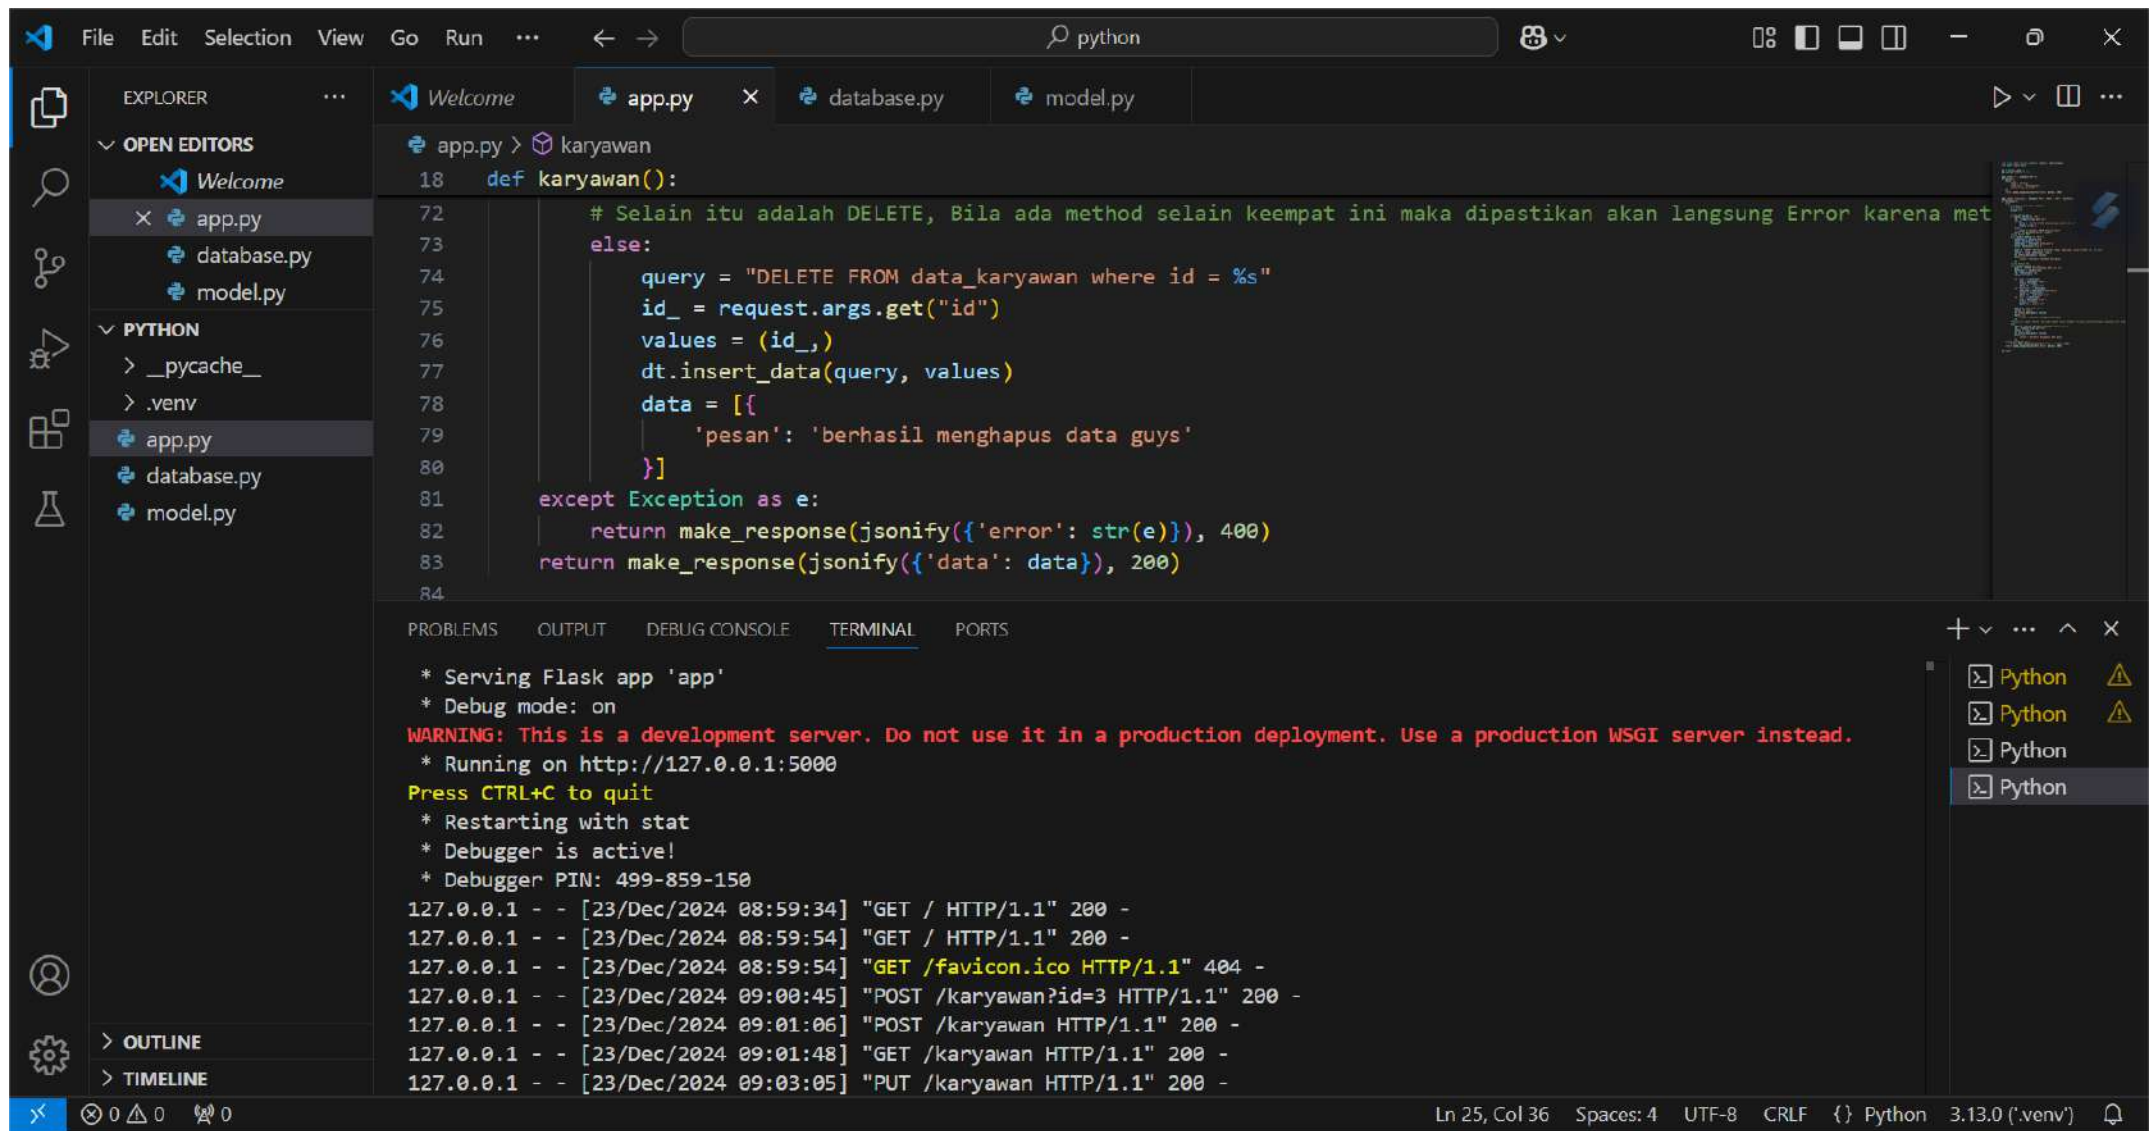 File Edit Selection View Go Run ··· ← → python
EXPLORER ···
OPEN EDITORS
Welcome
app.py
database.py
model.py
PYTHON
__pycache__
.venv
app.py
database.py
model.py
OUTLINE
TIMELINE
Welcome app.py database.py model.py
app.py > karyawan
18 def karyawan():
72 # Selain itu adalah DELETE, Bila ada method selain keempat ini maka dipastikan akan langsung Error karena met
73 else:
74 query = "DELETE FROM data_karyawan where id = %s"
75 id_ = request.args.get("id")
76 values = (id_,)
77 dt.insert_data(query, values)
78 data = [{
79 'pesan': 'berhasil menghapus data guys'
80 }]
81 except Exception as e:
82 return make_response(jsonify({'error': str(e)}), 400)
83 return make_response(jsonify({'data': data}), 200)
84
PROBLEMS OUTPUT DEBUG CONSOLE TERMINAL PORTS
* Serving Flask app 'app'
* Debug mode: on
WARNING: This is a development server. Do not use it in a production deployment. Use a production WSGI server instead.
* Running on http://127.0.0.1:5000
Press CTRL+C to quit
* Restarting with stat
* Debugger is active!
* Debugger PIN: 499-859-150
127.0.0.1 - - [23/Dec/2024 08:59:34] "GET / HTTP/1.1" 200 -
127.0.0.1 - - [23/Dec/2024 08:59:54] "GET / HTTP/1.1" 200 -
127.0.0.1 - - [23/Dec/2024 08:59:54] "GET /favicon.ico HTTP/1.1" 404 -
127.0.0.1 - - [23/Dec/2024 09:00:45] "POST /karyawan?id=3 HTTP/1.1" 200 -
127.0.0.1 - - [23/Dec/2024 09:01:06] "POST /karyawan HTTP/1.1" 200 -
127.0.0.1 - - [23/Dec/2024 09:01:48] "GET /karyawan HTTP/1.1" 200 -
127.0.0.1 - - [23/Dec/2024 09:03:05] "PUT /karyawan HTTP/1.1" 200 -
Python
Python
Python
Python
0 0 0 Ln 25, Col 36 Spaces: 4 UTF-8 CRLF {} Python 3.13.0 ('.venv')